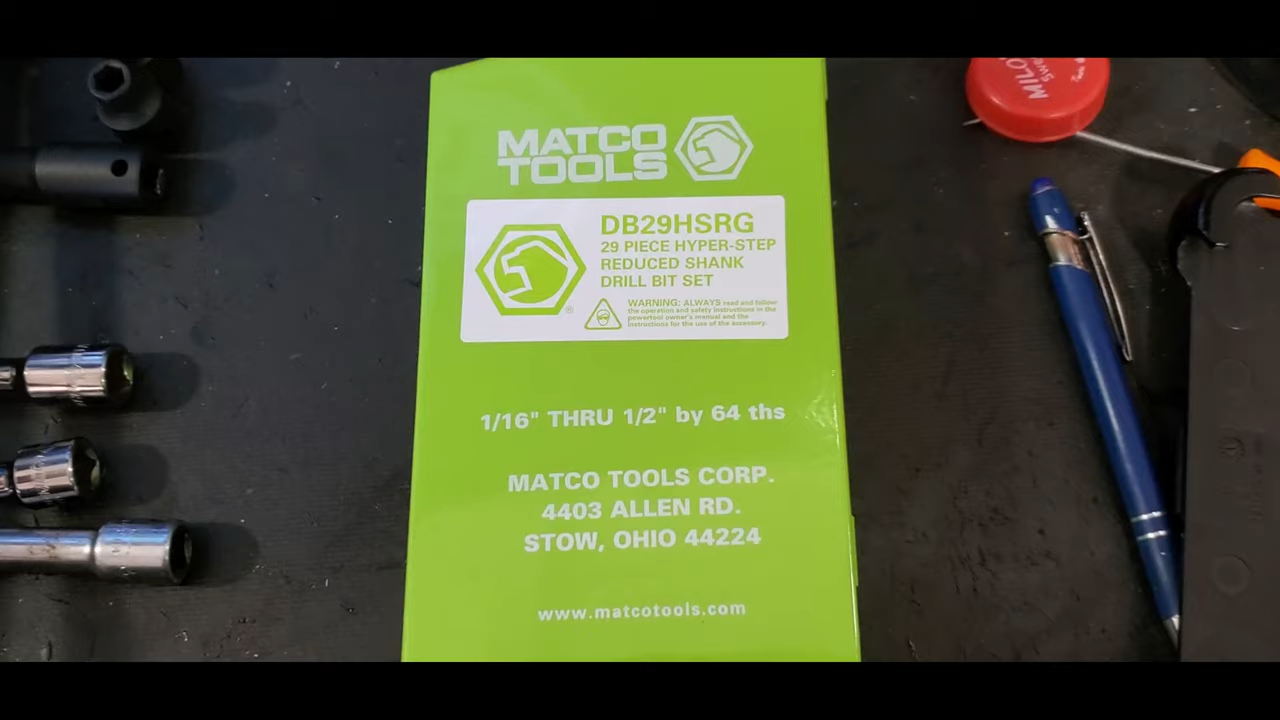 MATCO
TOOLS
DB29HSRG
29 PIECE HYPER-STEP
REDUCED SHANK
DRILL BIT SET
®
WARNING: ALWAYS read and follow
the operation and safety instructions in the
powertool owner's manual and the
instructions for the use of the accessory.
1/16" THRU 1/2" by 64 ths
MATCO TOOLS CORP.
4403 ALLEN RD.
STOW, OHIO 44224
www.matcotools.com